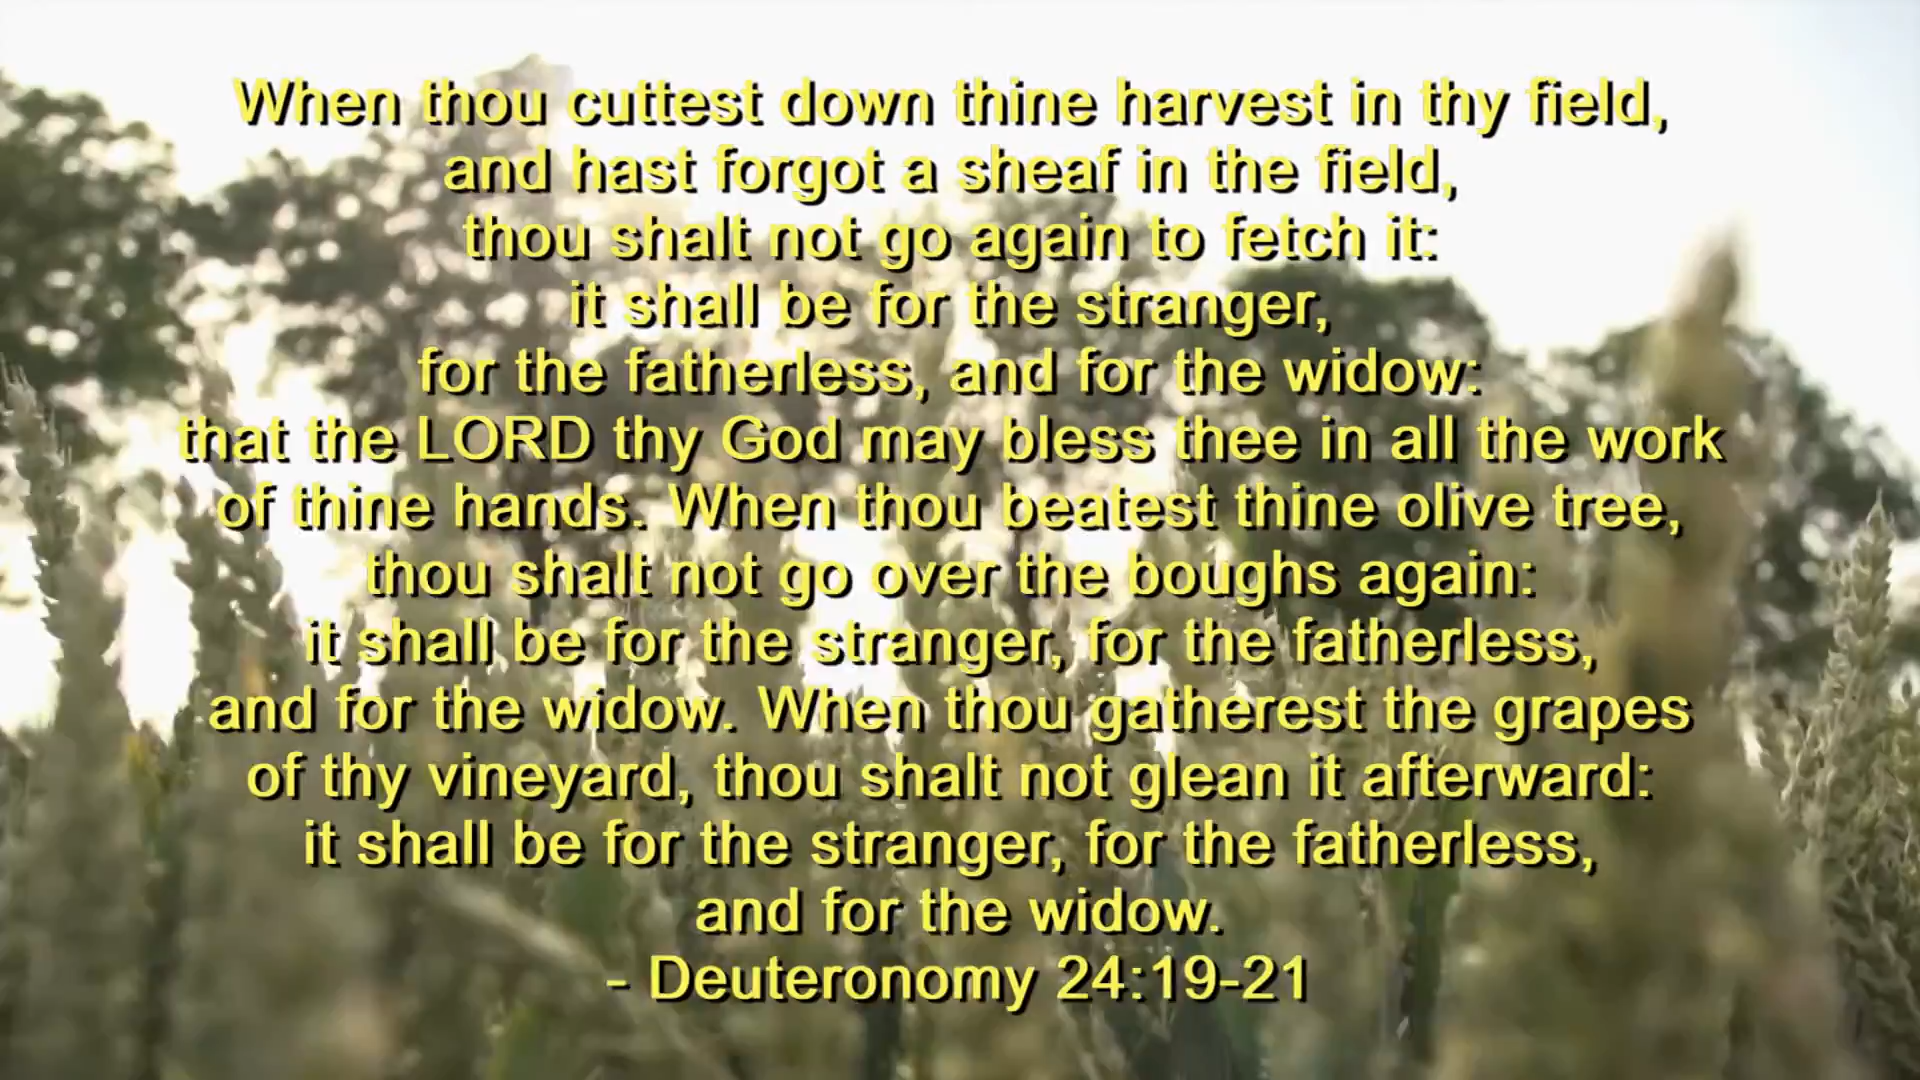 When thou cuttest down thine harvest in thy field,
and hast forgot a sheaf in the field,
thou shalt not go again to fetch it:
it shall be for the stranger,
for the fatherless, and for the widow:
that the LORD thy God may bless thee in all the work
of thine hands. When thou beatest thine olive tree,
thou shalt not go over the boughs again:
it shall be for the stranger, for the fatherless,
and for the widow. When thou gatherest the grapes
of thy vineyard, thou shalt not glean it afterward:
it shall be for the stranger, for the fatherless,
and for the widow.
- Deuteronomy 24:19-21